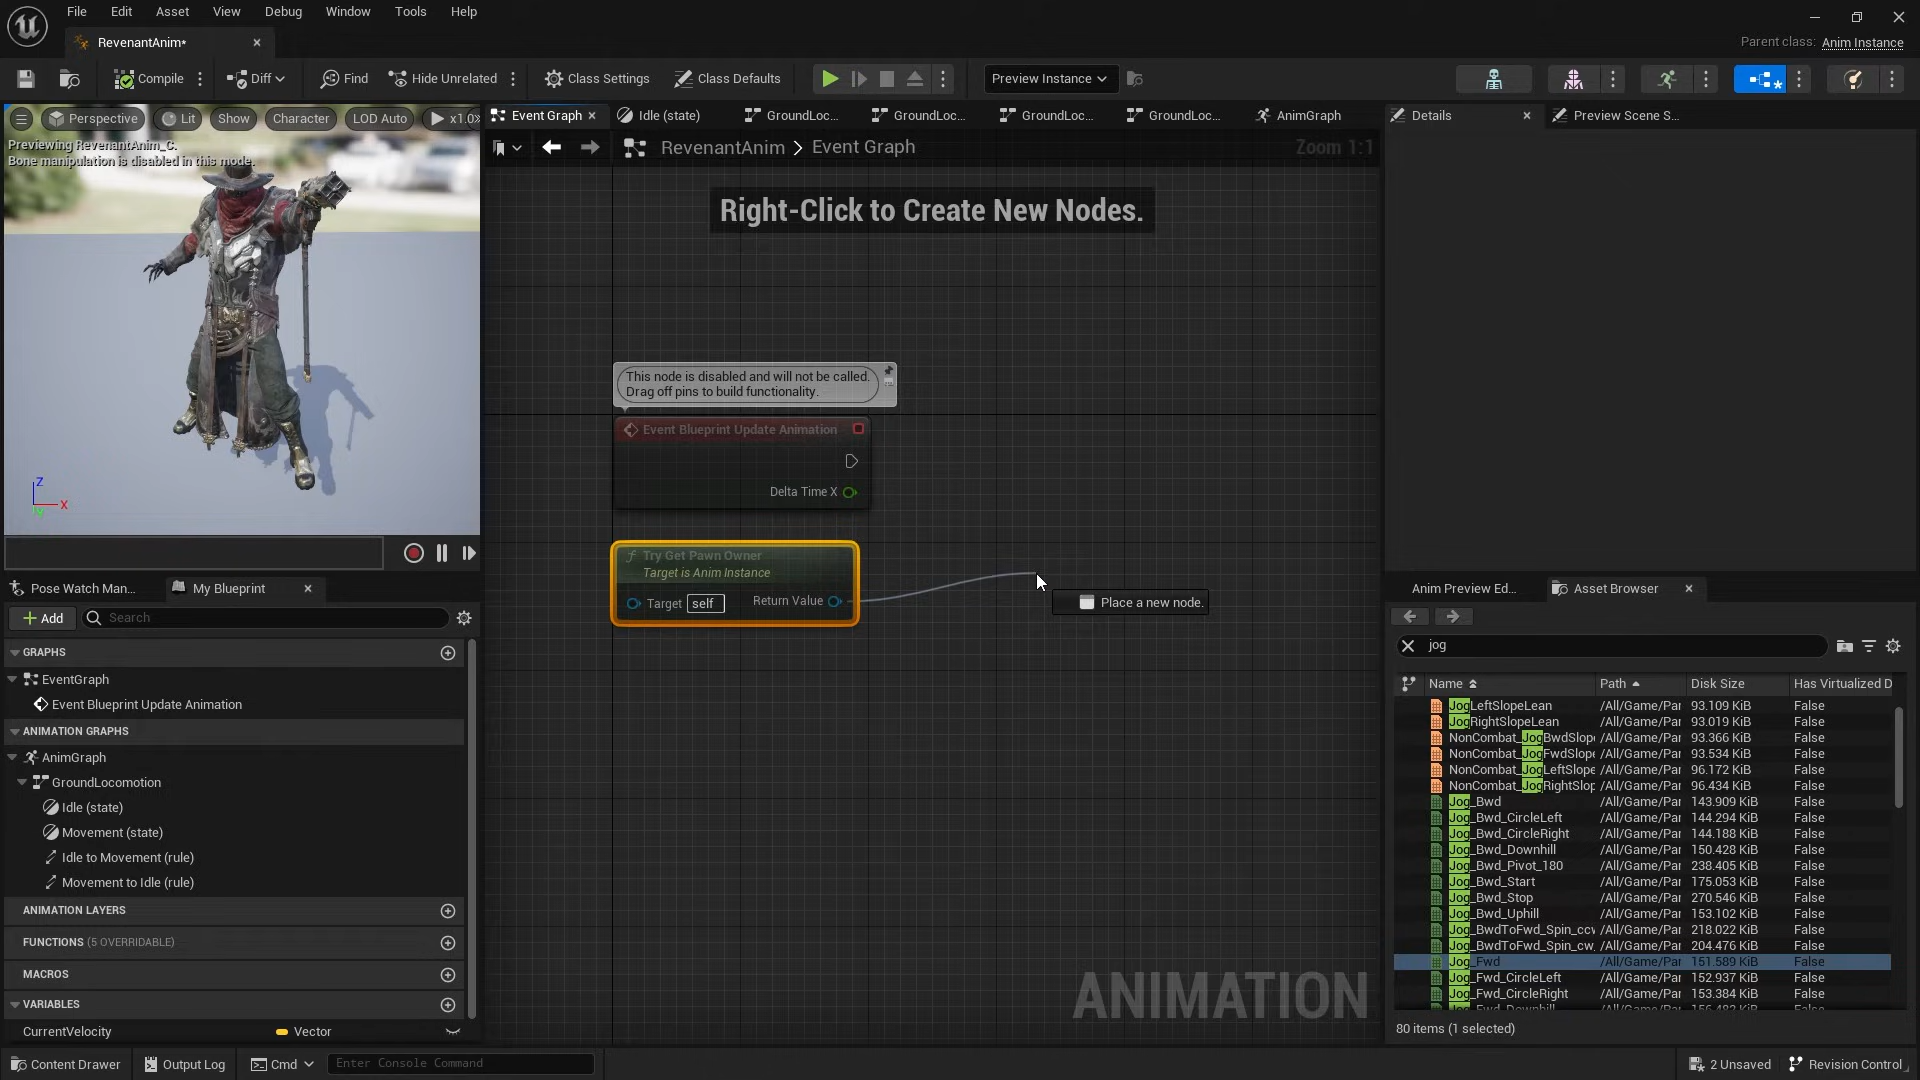 File Edit Asset View Debug Window Tools Help
RevenantAnim*
Parent class: Anim Instance
Compile Diff Find Hide Unrelated Class Settings Class Defaults Preview Instance
Perspective Lit Show Character LOD Auto x1.0
Previewing RevenantAnim_C.
Bone manipulation is disabled in this mode.
Z
X
Event Graph Idle (state) GroundLoc... GroundLoc... GroundLoc... GroundLoc... AnimGraph
RevenantAnim > Event Graph
Zoom 1:1
Right-Click to Create New Nodes.
This node is disabled and will not be called.
Drag off pins to build functionality.
Event Blueprint Update Animation
Delta Time X
Try Get Pawn Owner
Target is Anim Instance
Target self Return Value
Place a new node.
ANIMATION
Pose Watch Man... My Blueprint
Add Search
GRAPHS
EventGraph
Event Blueprint Update Animation
ANIMATION GRAPHS
AnimGraph
GroundLocomotion
Idle (state)
Movement (state)
Idle to Movement (rule)
Movement to Idle (rule)
ANIMATION LAYERS
FUNCTIONS (5 OVERRIDABLE)
MACROS
VARIABLES
CurrentVelocity Vector
Details Preview Scene S...
Anim Preview Ed... Asset Browser
jog
Name Path Disk Size Has Virtualized D
JogLeftSlopeLean /All/Game/Par 93.109 KiB False
JogRightSlopeLean /All/Game/Par 93.019 KiB False
NonCombat_JogBwdSlope /All/Game/Par 93.366 KiB False
NonCombat_JogFwdSlope /All/Game/Par 93.534 KiB False
NonCombat_JogLeftSlope /All/Game/Par 96.172 KiB False
NonCombat_JogRightSlop /All/Game/Par 96.434 KiB False
Jog_Bwd /All/Game/Par 143.909 KiB False
Jog_Bwd_CircleLeft /All/Game/Par 144.294 KiB False
Jog_Bwd_CircleRight /All/Game/Par 144.188 KiB False
Jog_Bwd_Downhill /All/Game/Par 150.428 KiB False
Jog_Bwd_Pivot_180 /All/Game/Par 238.405 KiB False
Jog_Bwd_Start /All/Game/Par 175.053 KiB False
Jog_Bwd_Stop /All/Game/Par 270.546 KiB False
Jog_Bwd_Uphill /All/Game/Par 153.102 KiB False
Jog_BwdToFwd_Spin_ccv /All/Game/Par 218.022 KiB False
Jog_BwdToFwd_Spin_cw_ /All/Game/Par 204.476 KiB False
Jog_Fwd /All/Game/Par 151.589 KiB False
Jog_Fwd_CircleLeft /All/Game/Par 152.937 KiB False
Jog_Fwd_CircleRight /All/Game/Par 153.384 KiB False
80 items (1 selected)
Content Drawer Output Log Cmd Enter Console Command 2 Unsaved Revision Control